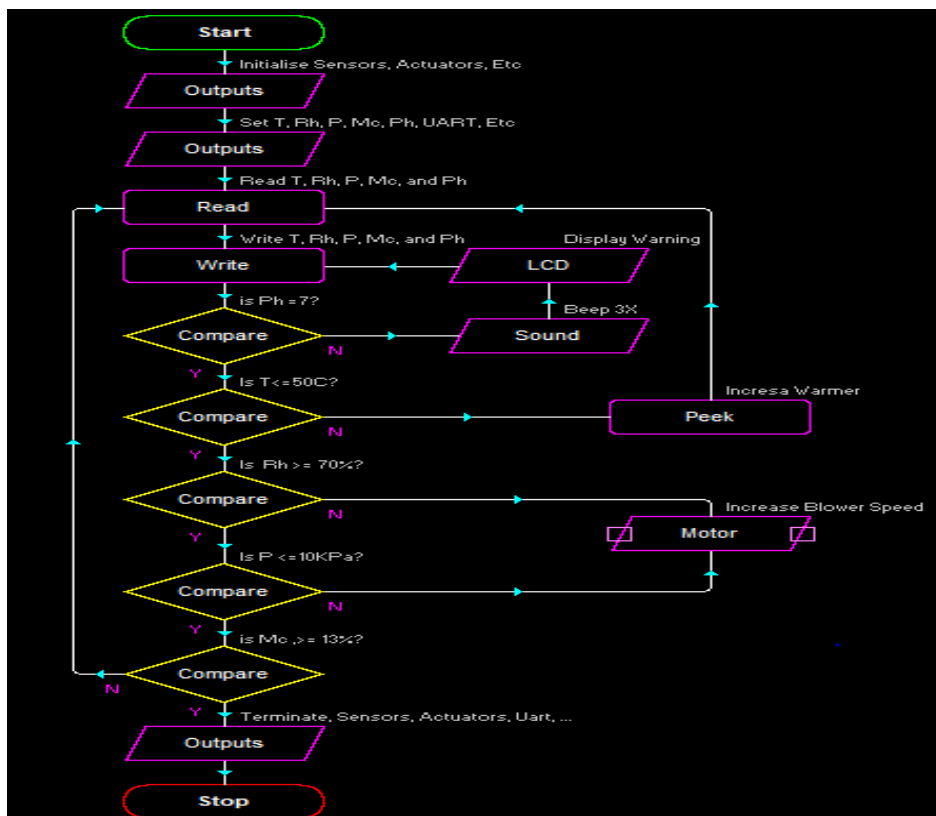 Start
Initialise Sensors, Actuators, Etc
Outputs
Set T, Rh, P, Mc, Ph, UART, Etc
Outputs
Read T, Rh, P, Mc, and Ph
Read
Write T, Rh, P, Mc, and Ph
Display Warning
Write
LCD
is Ph =7?
Beep 3X
Compare
Sound
N
Y
Is T<=50C?
Incresa Warmer
Compare
Peek
N
Y
Is Rh >= 70%?
Compare
Increase Blower Speed
N
Motor
Y
Is P <=10KPa?
Compare
N
Y
is Mc ,>= 13%?
Compare
N
Y
Terminate, Sensors, Actuators, Uart, ...
Outputs
Stop